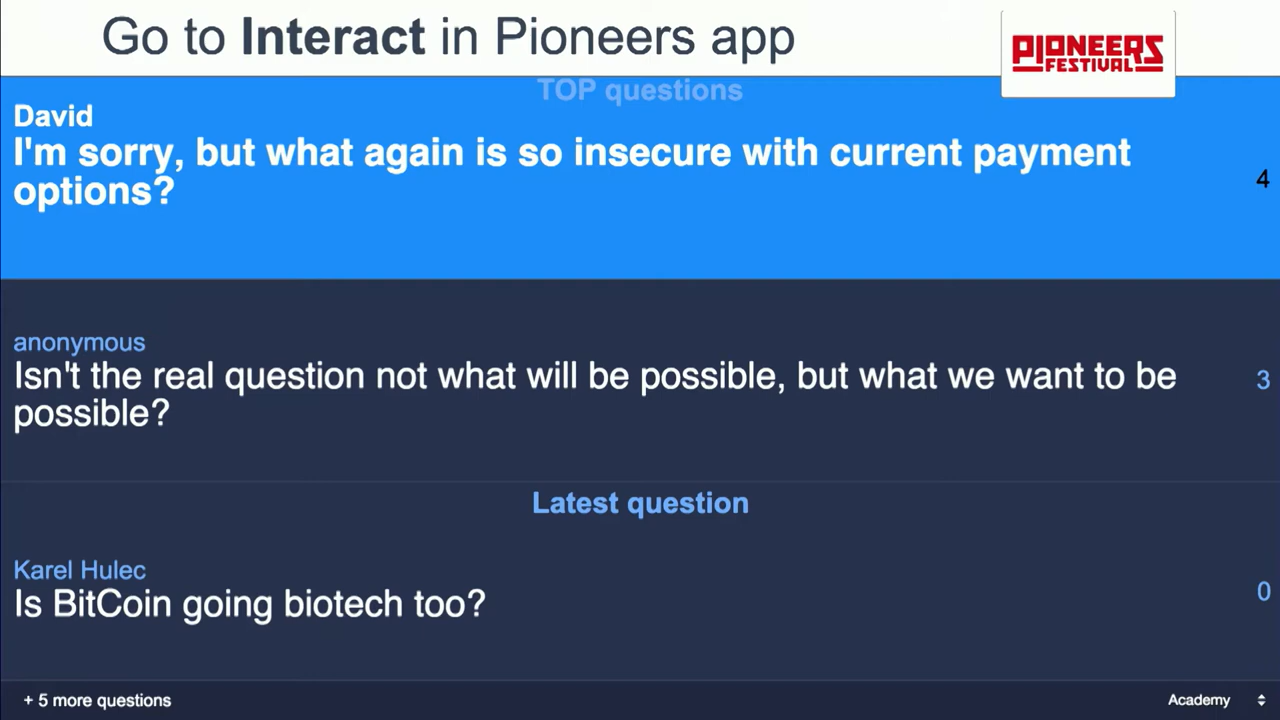 Go to Interact in Pioneers app
PIONEERS
FESTIVAL
TOP questions
David
I'm sorry, but what again is so insecure with current payment
options?
4
anonymous
Isn't the real question not what will be possible, but what we want to be
possible?
3
Latest question
Karel Hulec
Is BitCoin going biotech too?
0
+ 5 more questions
Academy